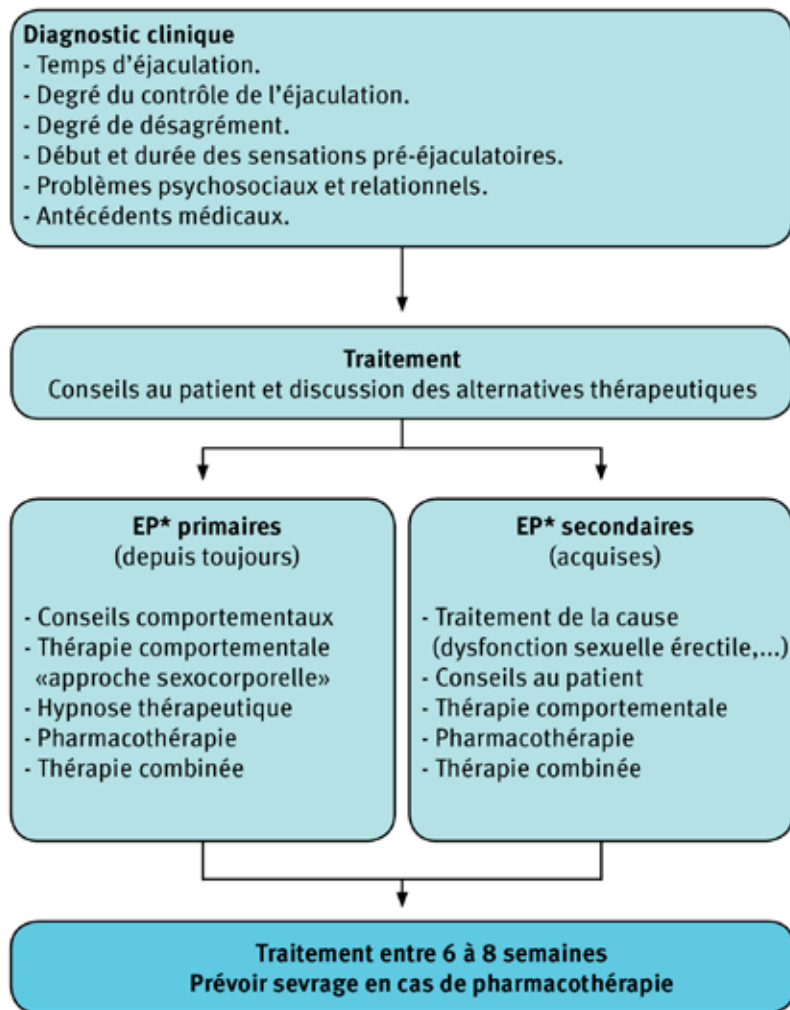 Diagnostic clinique
- Temps d'éjaculation.
- Degré du contrôle de l'éjaculation.
- Degré de désagrément.
- Début et durée des sensations pré-éjaculatoires.
- Problèmes psychosociaux et relationnels.
- Antécédents médicaux.
Traitement
Conseils au patient et discussion des alternatives thérapeutiques
EP* primaires
(depuis toujours)
- Conseils comportementaux
- Thérapie comportementale
«approche sexocorporelle»
- Hypnose thérapeutique
- Pharmacothérapie
- Thérapie combinée
EP* secondaires
(acquises)
- Traitement de la cause
(dysfonction sexuelle érectile,...)
- Conseils au patient
- Thérapie comportementale
- Pharmacothérapie
- Thérapie combinée
Traitement entre 6 à 8 semaines
Prévoir sevrage en cas de pharmacothérapie